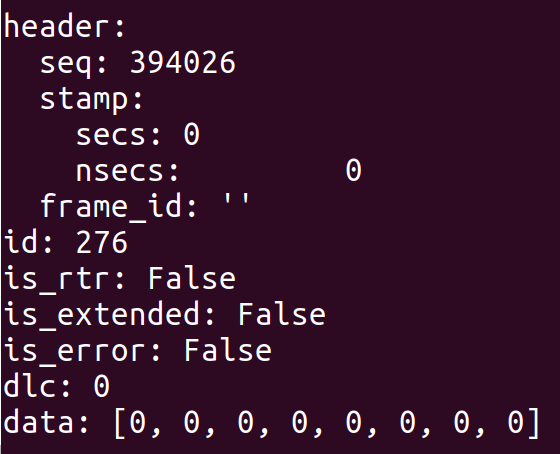 header:
  seq: 394026
  stamp:
    secs: 0
    nsecs:         0
  frame_id: ''
id: 276
is_rtr: False
is_extended: False
is_error: False
dlc: 0
data: [0, 0, 0, 0, 0, 0, 0, 0]